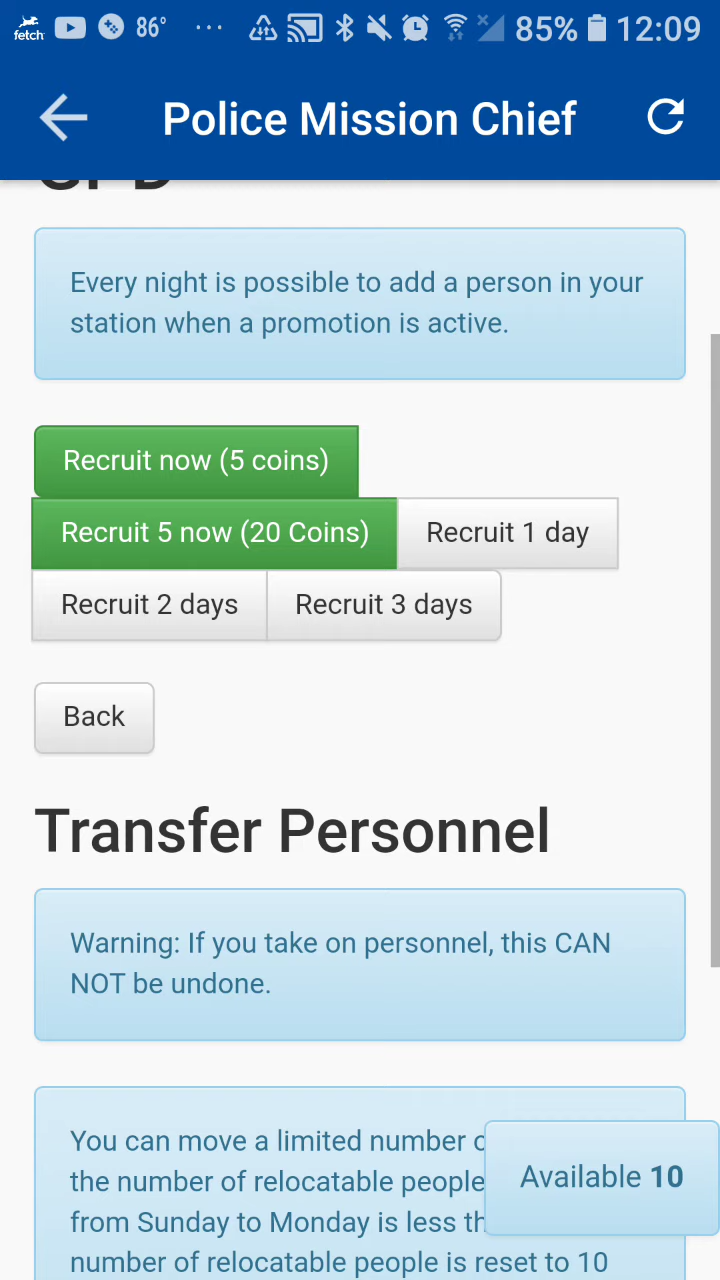 fetch 86° ... 85% 12:09
Police Mission Chief
Every night is possible to add a person in your
station when a promotion is active.
Recruit now (5 coins)
Recruit 5 now (20 Coins) Recruit 1 day
Recruit 2 days Recruit 3 days
Back
Transfer Personnel
Warning: If you take on personnel, this CAN
NOT be undone.
You can move a limited number
the number of relocatable people
from Sunday to Monday is less
number of relocatable people is reset to 10
Available 10